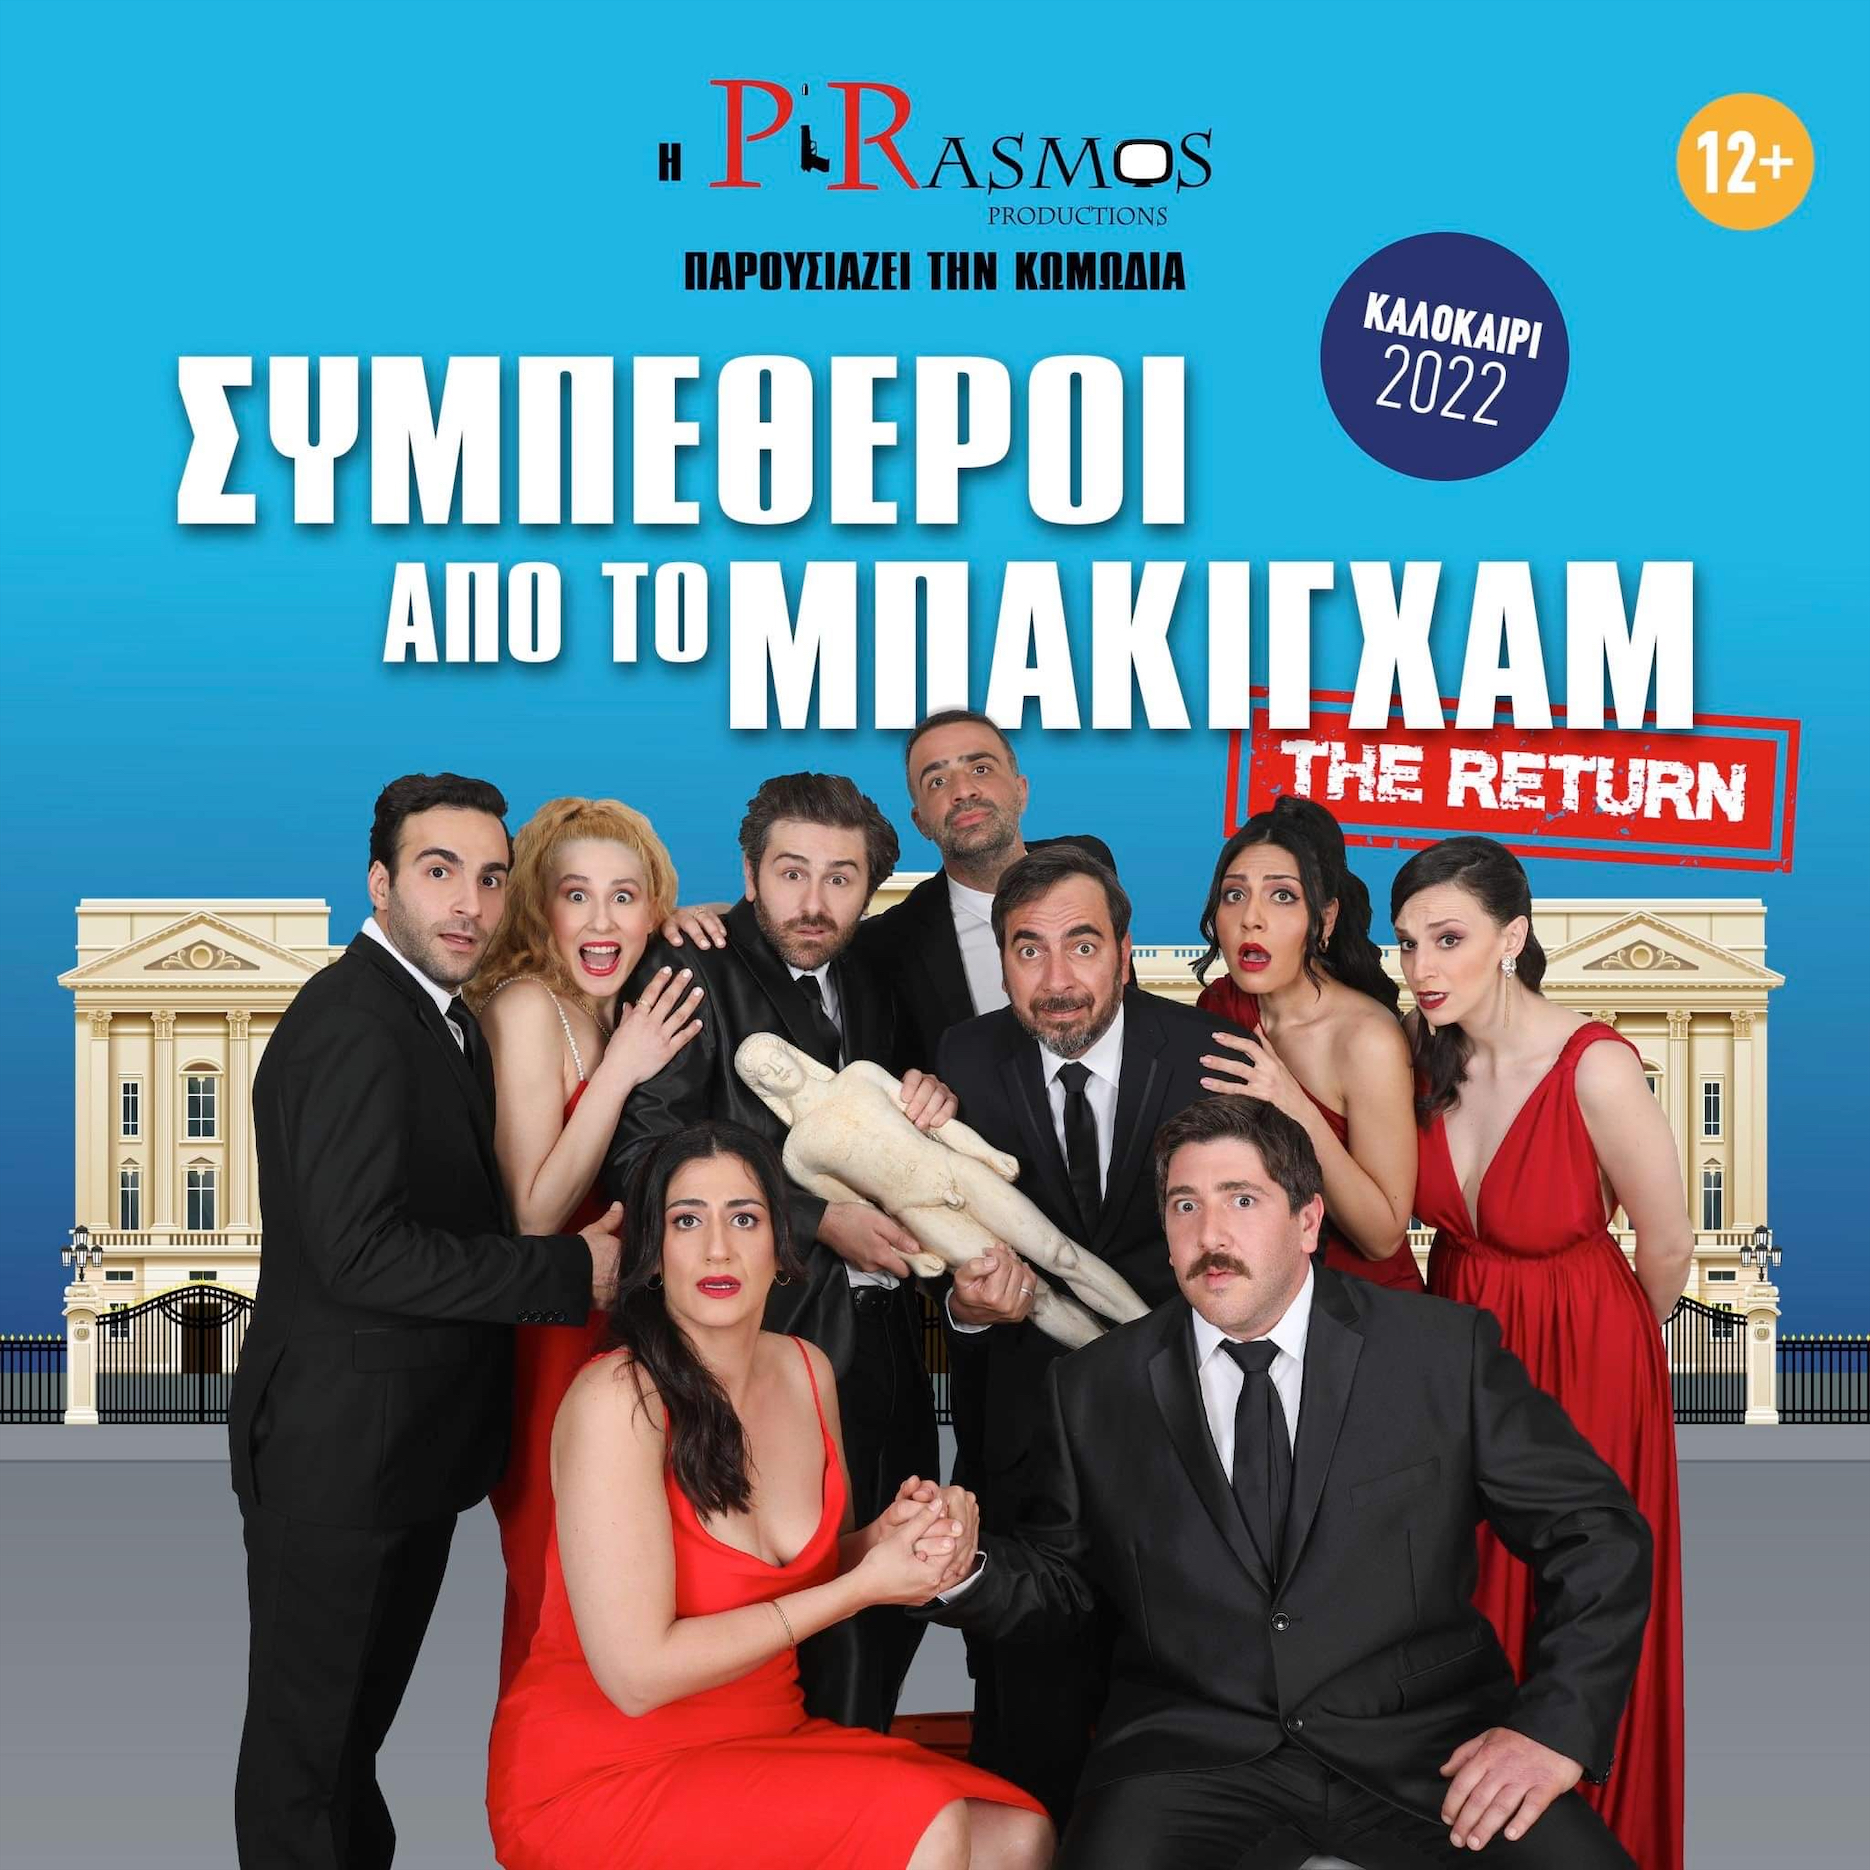 Η PiRASMOS
PRODUCTIONS
ΠΑΡΟΥΣΙΑΖΕΙ ΤΗΝ ΚΩΜΩΔΙΑ
12+
ΚΑΛΟΚΑΙΡΙ
2022
ΣΥΜΠΕΘΕΡΟΙ
ΑΠΟ ΤΟ ΜΠΑΚΙΓΧΑΜ
THE RETURN